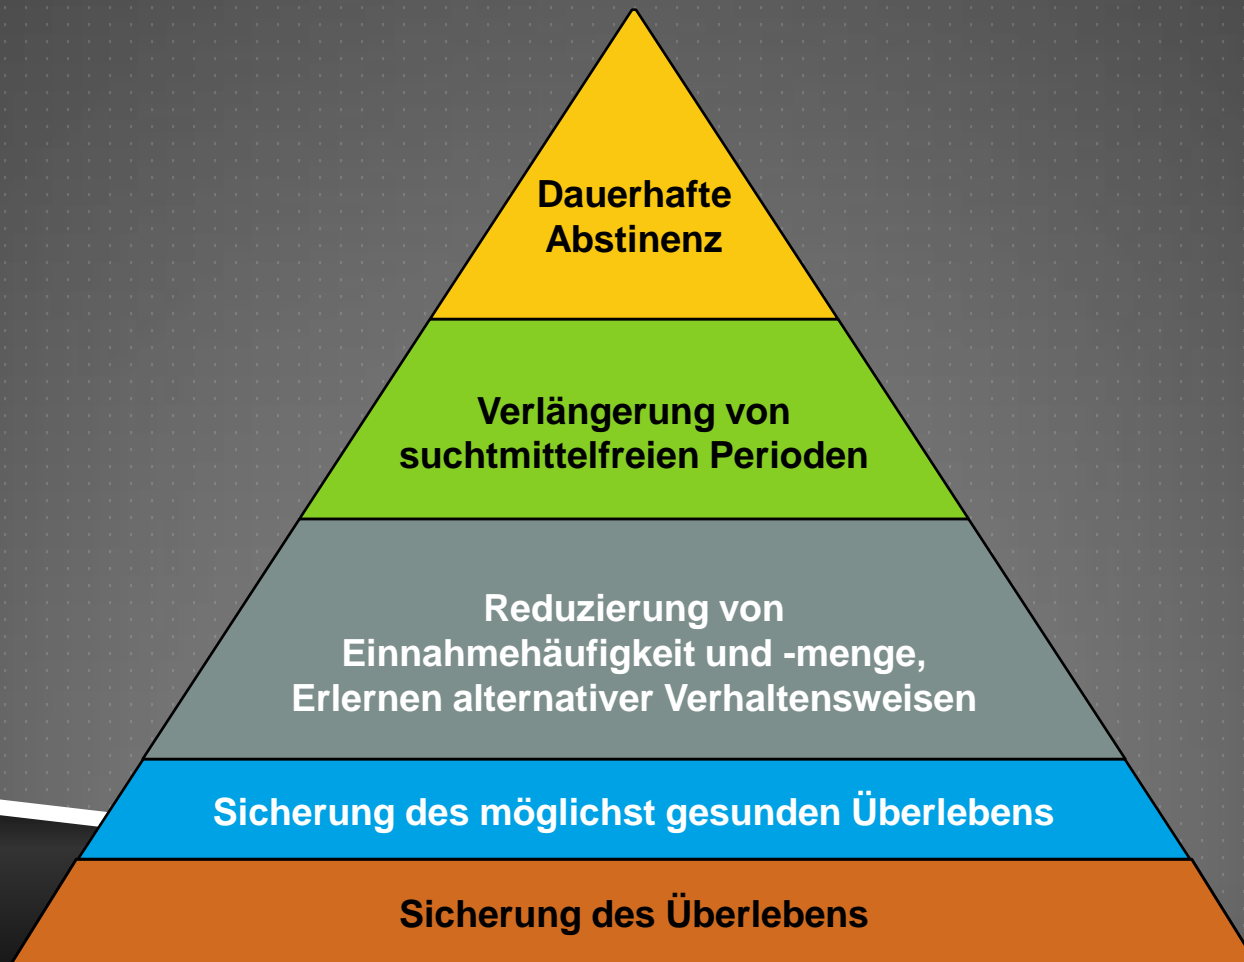 Dauerhafte
Abstinenz
Verlängerung von
suchtmittelfreien Perioden
Reduzierung von
Einnahmehäufigkeit und -menge,
Erlernen alternativer Verhaltensweisen
Sicherung des möglichst gesunden Überlebens
Sicherung des Überlebens